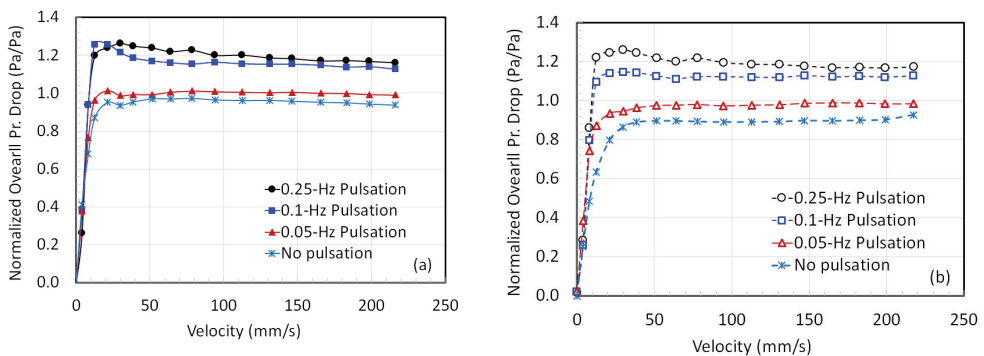 Normalized Ovearll Pr. Drop (Pa/Pa)
1.4
1.2
1.0
0.8
0.6
0.4
0.2
0.0
0.25-Hz Pulsation
0.1-Hz Pulsation
0.05-Hz Pulsation
No pulsation
(a)
0 50 100 150 200 250
Velocity (mm/s)
Normalized Ovearll Pr. Drop (Pa/Pa)
1.4
1.2
1.0
0.8
0.6
0.4
0.2
0.0
0.25-Hz Pulsation
0.1-Hz Pulsation
0.05-Hz Pulsation
No pulsation
(b)
0 50 100 150 200 250
Velocity (mm/s)